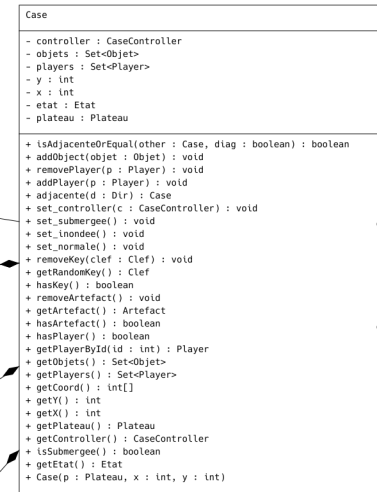 Case
- controller : CaseController
- objets : Set<Objet>
- players : Set<Player>
- y : int
- x : int
- etat : Etat
- plateau : Plateau
+ isAdjacenteOrEqual(other : Case, diag : boolean) : boolean
+ addObject(objet : Objet) : void
+ removePlayer(p : Player) : void
+ addPlayer(p : Player) : void
+ adjacente(d : Dir) : Case
+ set_controller(c : CaseController) : void
+ set_submergee() : void
+ set_inondee() : void
+ set_normale() : void
+ removeKey(clef : Clef) : void
+ getRandomKey() : Clef
+ hasKey() : boolean
+ removeArtefact() : void
+ getArtefact() : Artefact
+ hasArtefact() : boolean
+ hasPlayer() : boolean
+ getPlayerById(id : int) : Player
+ getObjets() : Set<Objet>
+ getPlayers() : Set<Player>
+ getCoord() : int[]
+ getY() : int
+ getX() : int
+ getPlateau() : Plateau
+ getController() : CaseController
+ isSubmergee() : boolean
+ getEtat() : Etat
+ Case(p : Plateau, x : int, y : int)